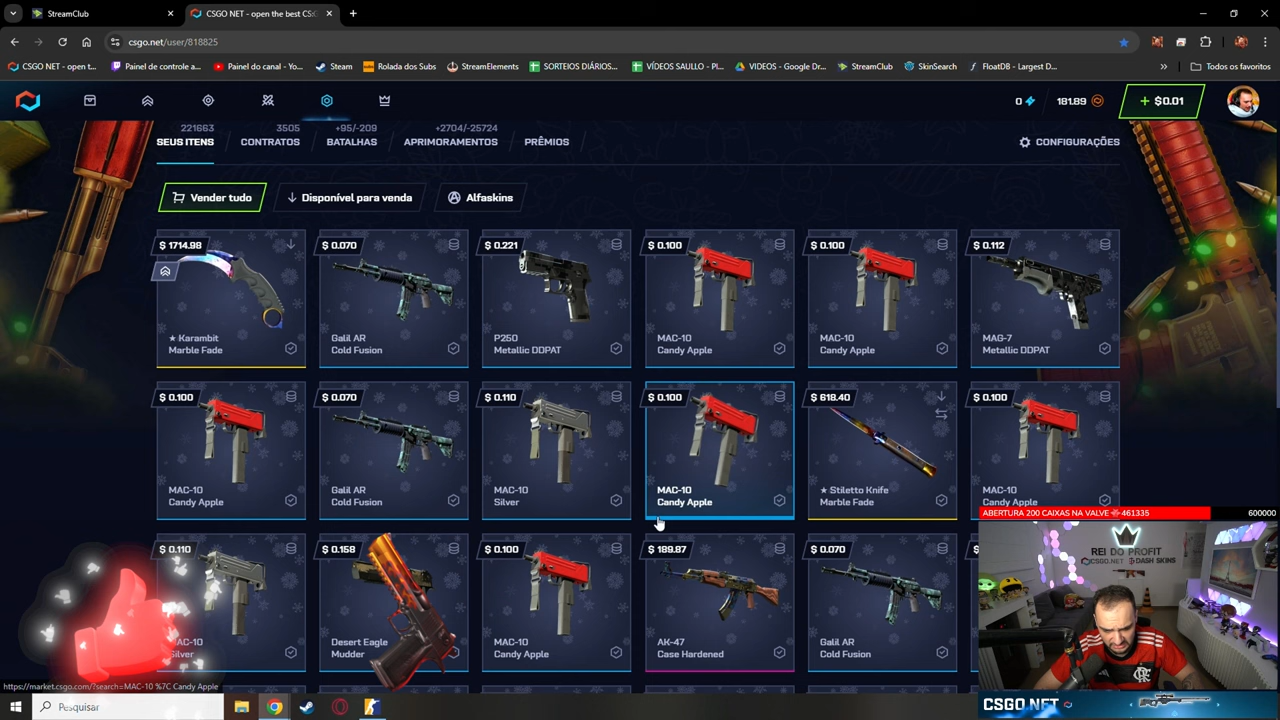 StreamClub
CSGO NET - open the best CS:G
csgo.net/user/818825
CSGO NET - open t...
Painel de controle a...
Painel do canal - Yo...
Steam
Rolada dos Subs
StreamElements
SORTEIOS DIÁRIOS...
VÍDEOS SAULLO - PL...
VIDEOS - Google Dr...
StreamClub
SkinSearch
FloatDB - Largest D...
Todos os favoritos
0
181.89
+ $0.01
221663
SEUS ITENS
3505
CONTRATOS
+95/-209
BATALHAS
+2704/-25724
APRIMORAMENTOS
PRÊMIOS
CONFIGURAÇÕES
Vender tudo
Disponível para venda
Alfaskins
$ 1714.98
★ Karambit
Marble Fade
$ 0.070
Galil AR
Cold Fusion
$ 0.221
P250
Metallic DDPAT
$ 0.100
MAC-10
Candy Apple
$ 0.100
MAC-10
Candy Apple
$ 0.112
MAG-7
Metallic DDPAT
$ 0.100
MAC-10
Candy Apple
$ 0.070
Galil AR
Cold Fusion
$ 0.110
MAC-10
Silver
$ 0.100
MAC-10
Candy Apple
$ 618.40
★ Stiletto Knife
Marble Fade
$ 0.100
MAC-10
Candy Apple
$ 0.110
MAC-10
Silver
$ 0.158
Desert Eagle
Mudder
$ 0.100
MAC-10
Candy Apple
$ 189.87
AK-47
Case Hardened
$ 0.070
Galil AR
Cold Fusion
ABERTURA 200 CAIXAS NA VALVE
461335
600000
REI DO PROFIT
CSGO.NET
DASH SKINS
CSGO.NET
https://market.csgo.com/?search=MAC-10 %7C Candy Apple
Pesquisar